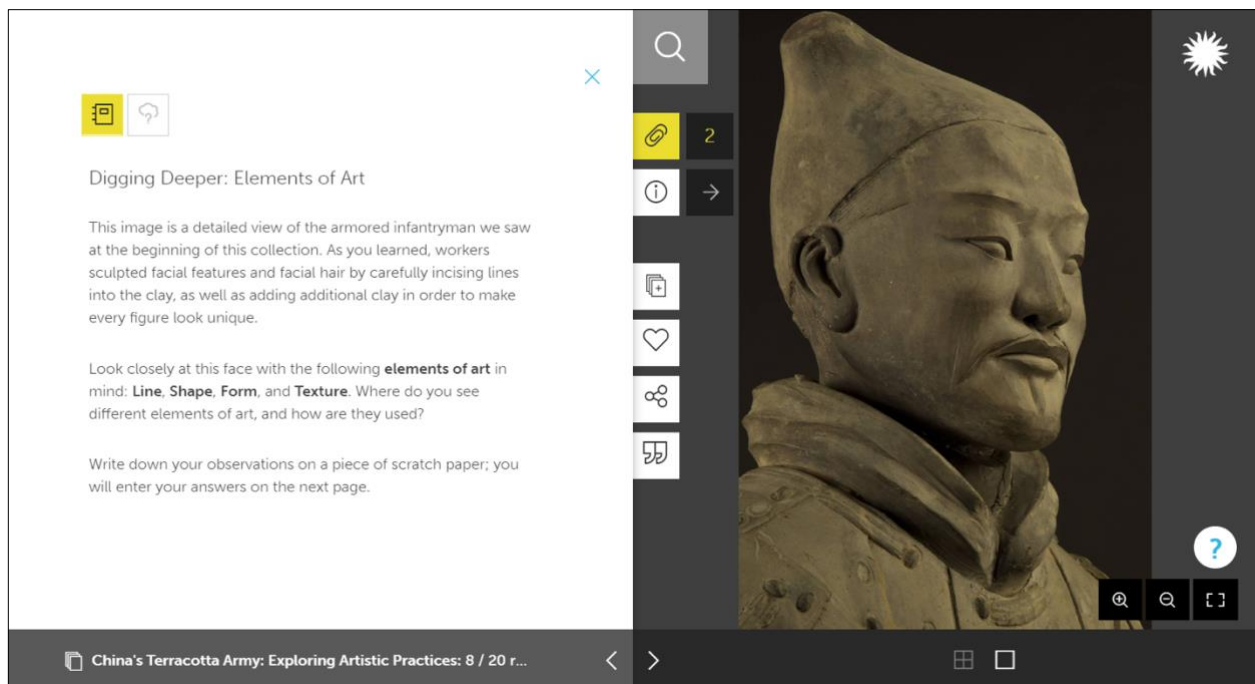 Digging Deeper: Elements of Art
This image is a detailed view of the armored infantryman we saw
at the beginning of this collection. As you learned, workers
sculpted facial features and facial hair by carefully incising lines
into the clay, as well as adding additional clay in order to make
every figure look unique.
Look closely at this face with the following elements of art in
mind: Line, Shape, Form, and Texture. Where do you see
different elements of art, and how are they used?
Write down your observations on a piece of scratch paper; you
will enter your answers on the next page.
2
?
China's Terracotta Army: Exploring Artistic Practices: 8 / 20 r...